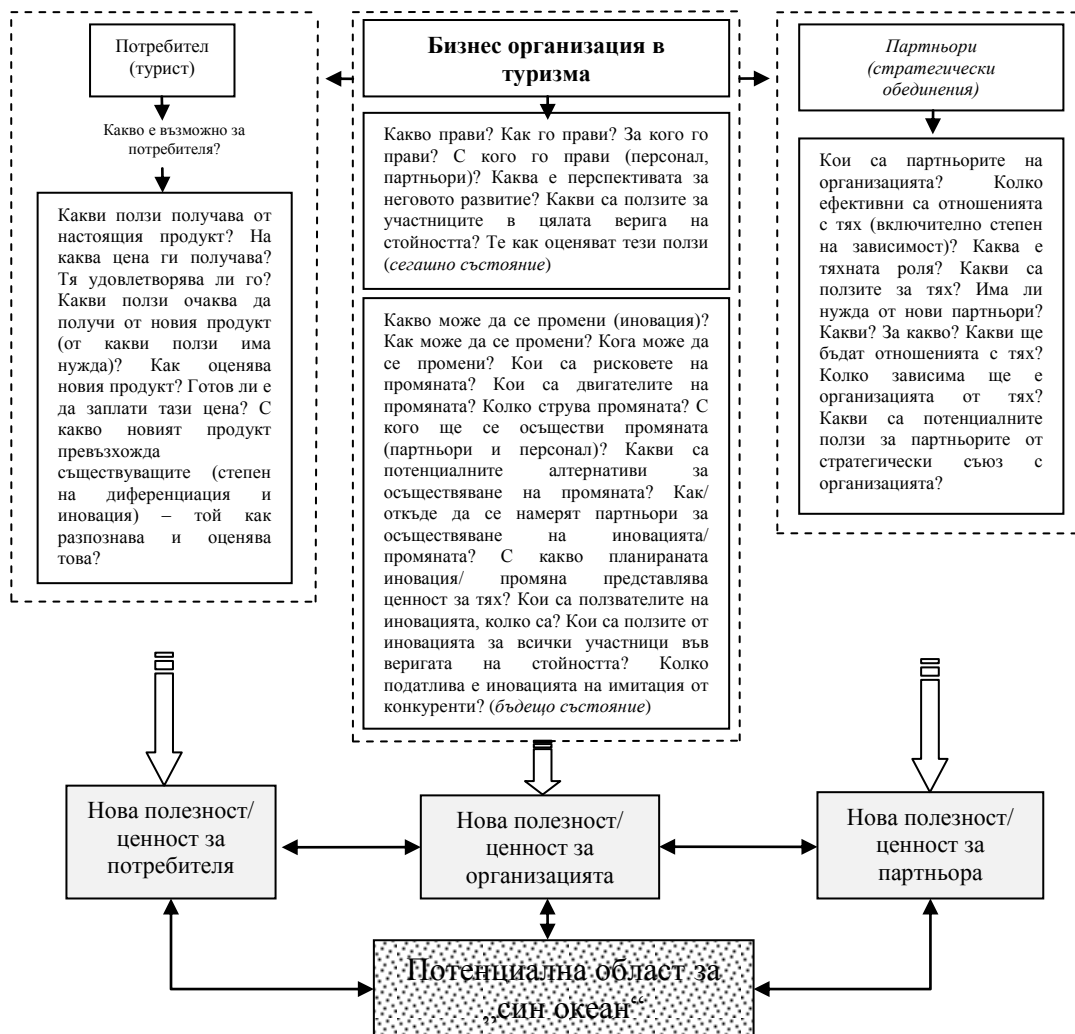 Потребител
(турист)
Какво е възможно за
потребителя?
Какви ползи получава от
настоящия продукт? На
каква цена ги получава?
Тя удовлетворява ли го?
Какви ползи очаква да
получи от новия продукт
(от какви ползи има
нужда)? Как оценява
новия продукт? Готов ли е
да заплати тази цена? С
какво новият продукт
превъзхожда
съществуващите (степен
на диференциация и
иновация) – той как
разпознава и оценява
това?
Бизнес организация в
туризма
Какво прави? Как го прави? За кого го
прави? С кого го прави (персонал,
партньори)? Каква е перспективата за
неговото развитие? Какви са ползите за
участниците в цялата верига на
стойността? Те как оценяват тези ползи
(сегашно състояние)
Какво може да се промени (иновация)?
Как може да се промени? Кога може да
се промени? Кои са рисковете на
промяната? Кои са двигателите на
промяната? Колко струва промяната? С
кого ще се осъществи промяната
(партньори и персонал)? Какви са
потенциалните алтернативи за
осъществяване на промяната? Как/
откъде да се намерят партньори за
осъществяване на иновацията/
промяната? С какво планираната
иновация/ промяна представлява
ценност за тях? Кои са ползвателите на
иновацията, колко са? Кои са ползите от
иновацията за всички участници във
веригата на стойността? Колко
податлива е иновацията на имитация от
конкуренти? (бъдещо състояние)
Партньори
(стратегически
обединения)
Кои са партньорите на
организацията? Колко
ефективни са отношенията
с тях (включително степен
на зависимост)? Каква е
тяхната роля? Какви са
ползите за тях? Има ли
нужда от нови партньори?
Какви? За какво? Какви ще
бъдат отношенията с тях?
Колко зависима ще е
организацията от тях?
Какви са потенциалните
ползи за партньорите от
стратегически съюз с
организацията?
Нова полезност/
ценност за
потребителя
Нова полезност/
ценност за
организацията
Нова полезност/
ценност за
партньора
Потенциална област за
„син океан“